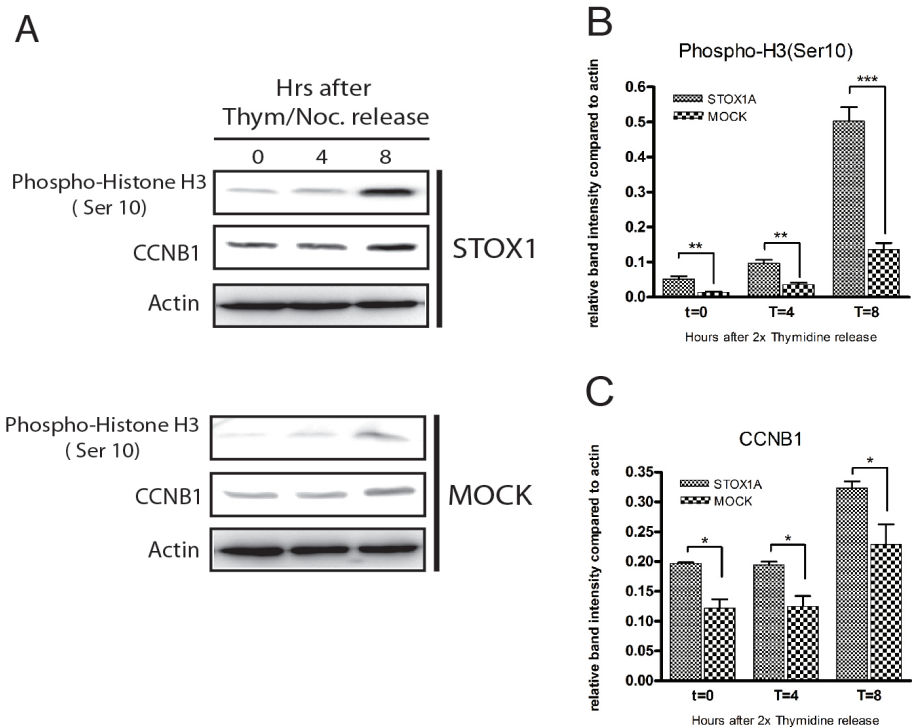 A
Hrs after
Thym/Noc. release
0 4 8
Phospho-Histone H3
( Ser 10)
CCNB1
Actin
STOX1
Phospho-Histone H3
( Ser 10)
CCNB1
Actin
MOCK
B
Phospho-H3(Ser10)
relative band intensity compared to actin
0.6
0.5
0.4
0.3
0.2
0.1
0.0
STOX1A
MOCK
**
**
***
t=0 T=4 T=8
Hours after 2x Thymidine release
C
CCNB1
relative band intensity compared to actin
0.35
0.30
0.25
0.20
0.15
0.10
0.05
0.00
STOX1A
MOCK
*
*
*
t=0 T=4 T=8
Hours after 2x Thymidine release